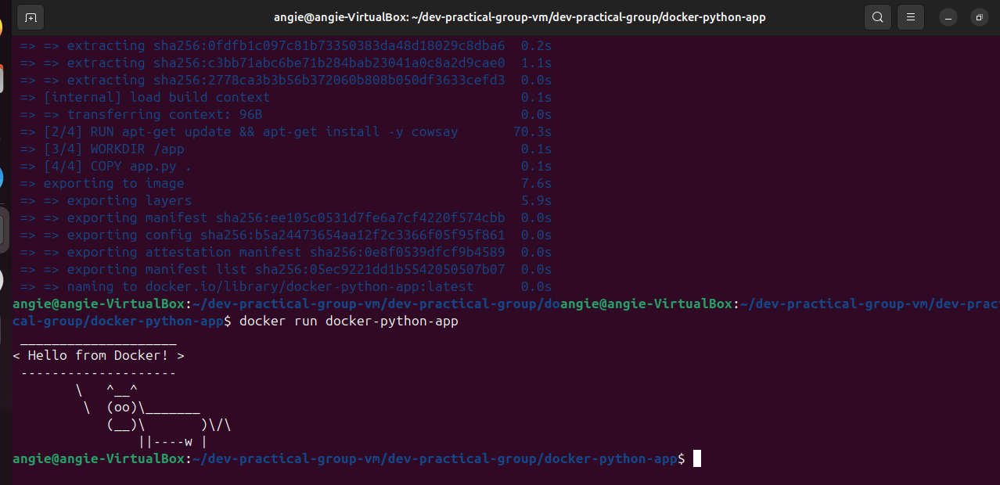 angie@angie-VirtualBox: ~/dev-practical-group-vm/dev-practical-group/docker-python-app
 => => extracting sha256:0fdfb1c097c81b73350383da48d18029c8dba6  0.2s
 => => extracting sha256:c3bb71abc6be71b284bab23041a0c8a2d9cae0  1.1s
 => => extracting sha256:2778ca3b3b56b372060b808b050df3633cefd3  0.0s
 => [internal] load build context                                0.1s
 => => transferring context: 96B                                 0.0s
 => [2/4] RUN apt-get update && apt-get install -y cowsay       70.3s
 => [3/4] WORKDIR /app                                           0.1s
 => [4/4] COPY app.py .                                          0.1s
 => exporting to image                                           7.6s
 => => exporting layers                                          5.9s
 => => exporting manifest sha256:ee105c0531d7fe6a7cf4220f574cbb  0.0s
 => => exporting config sha256:b5a24473654aa12f2c3366f05f95f861  0.0s
 => => exporting attestation manifest sha256:0e8f0539dfcf9b4589  0.0s
 => => exporting manifest list sha256:05ec9221dd1b5542050507b07  0.0s
 => => naming to docker.io/library/docker-python-app:latest      0.0s
angie@angie-VirtualBox:~/dev-practical-group-vm/dev-practical-group/doangie@angie-VirtualBox:~/dev-practical-group-vm/dev-pract
cal-group/docker-python-app$ docker run docker-python-app
 ____________________
< Hello from Docker! >
 --------------------
        \   ^__^
         \  (oo)\_______
            (__)\       )\/\
                ||----w |
angie@angie-VirtualBox:~/dev-practical-group-vm/dev-practical-group/docker-python-app$